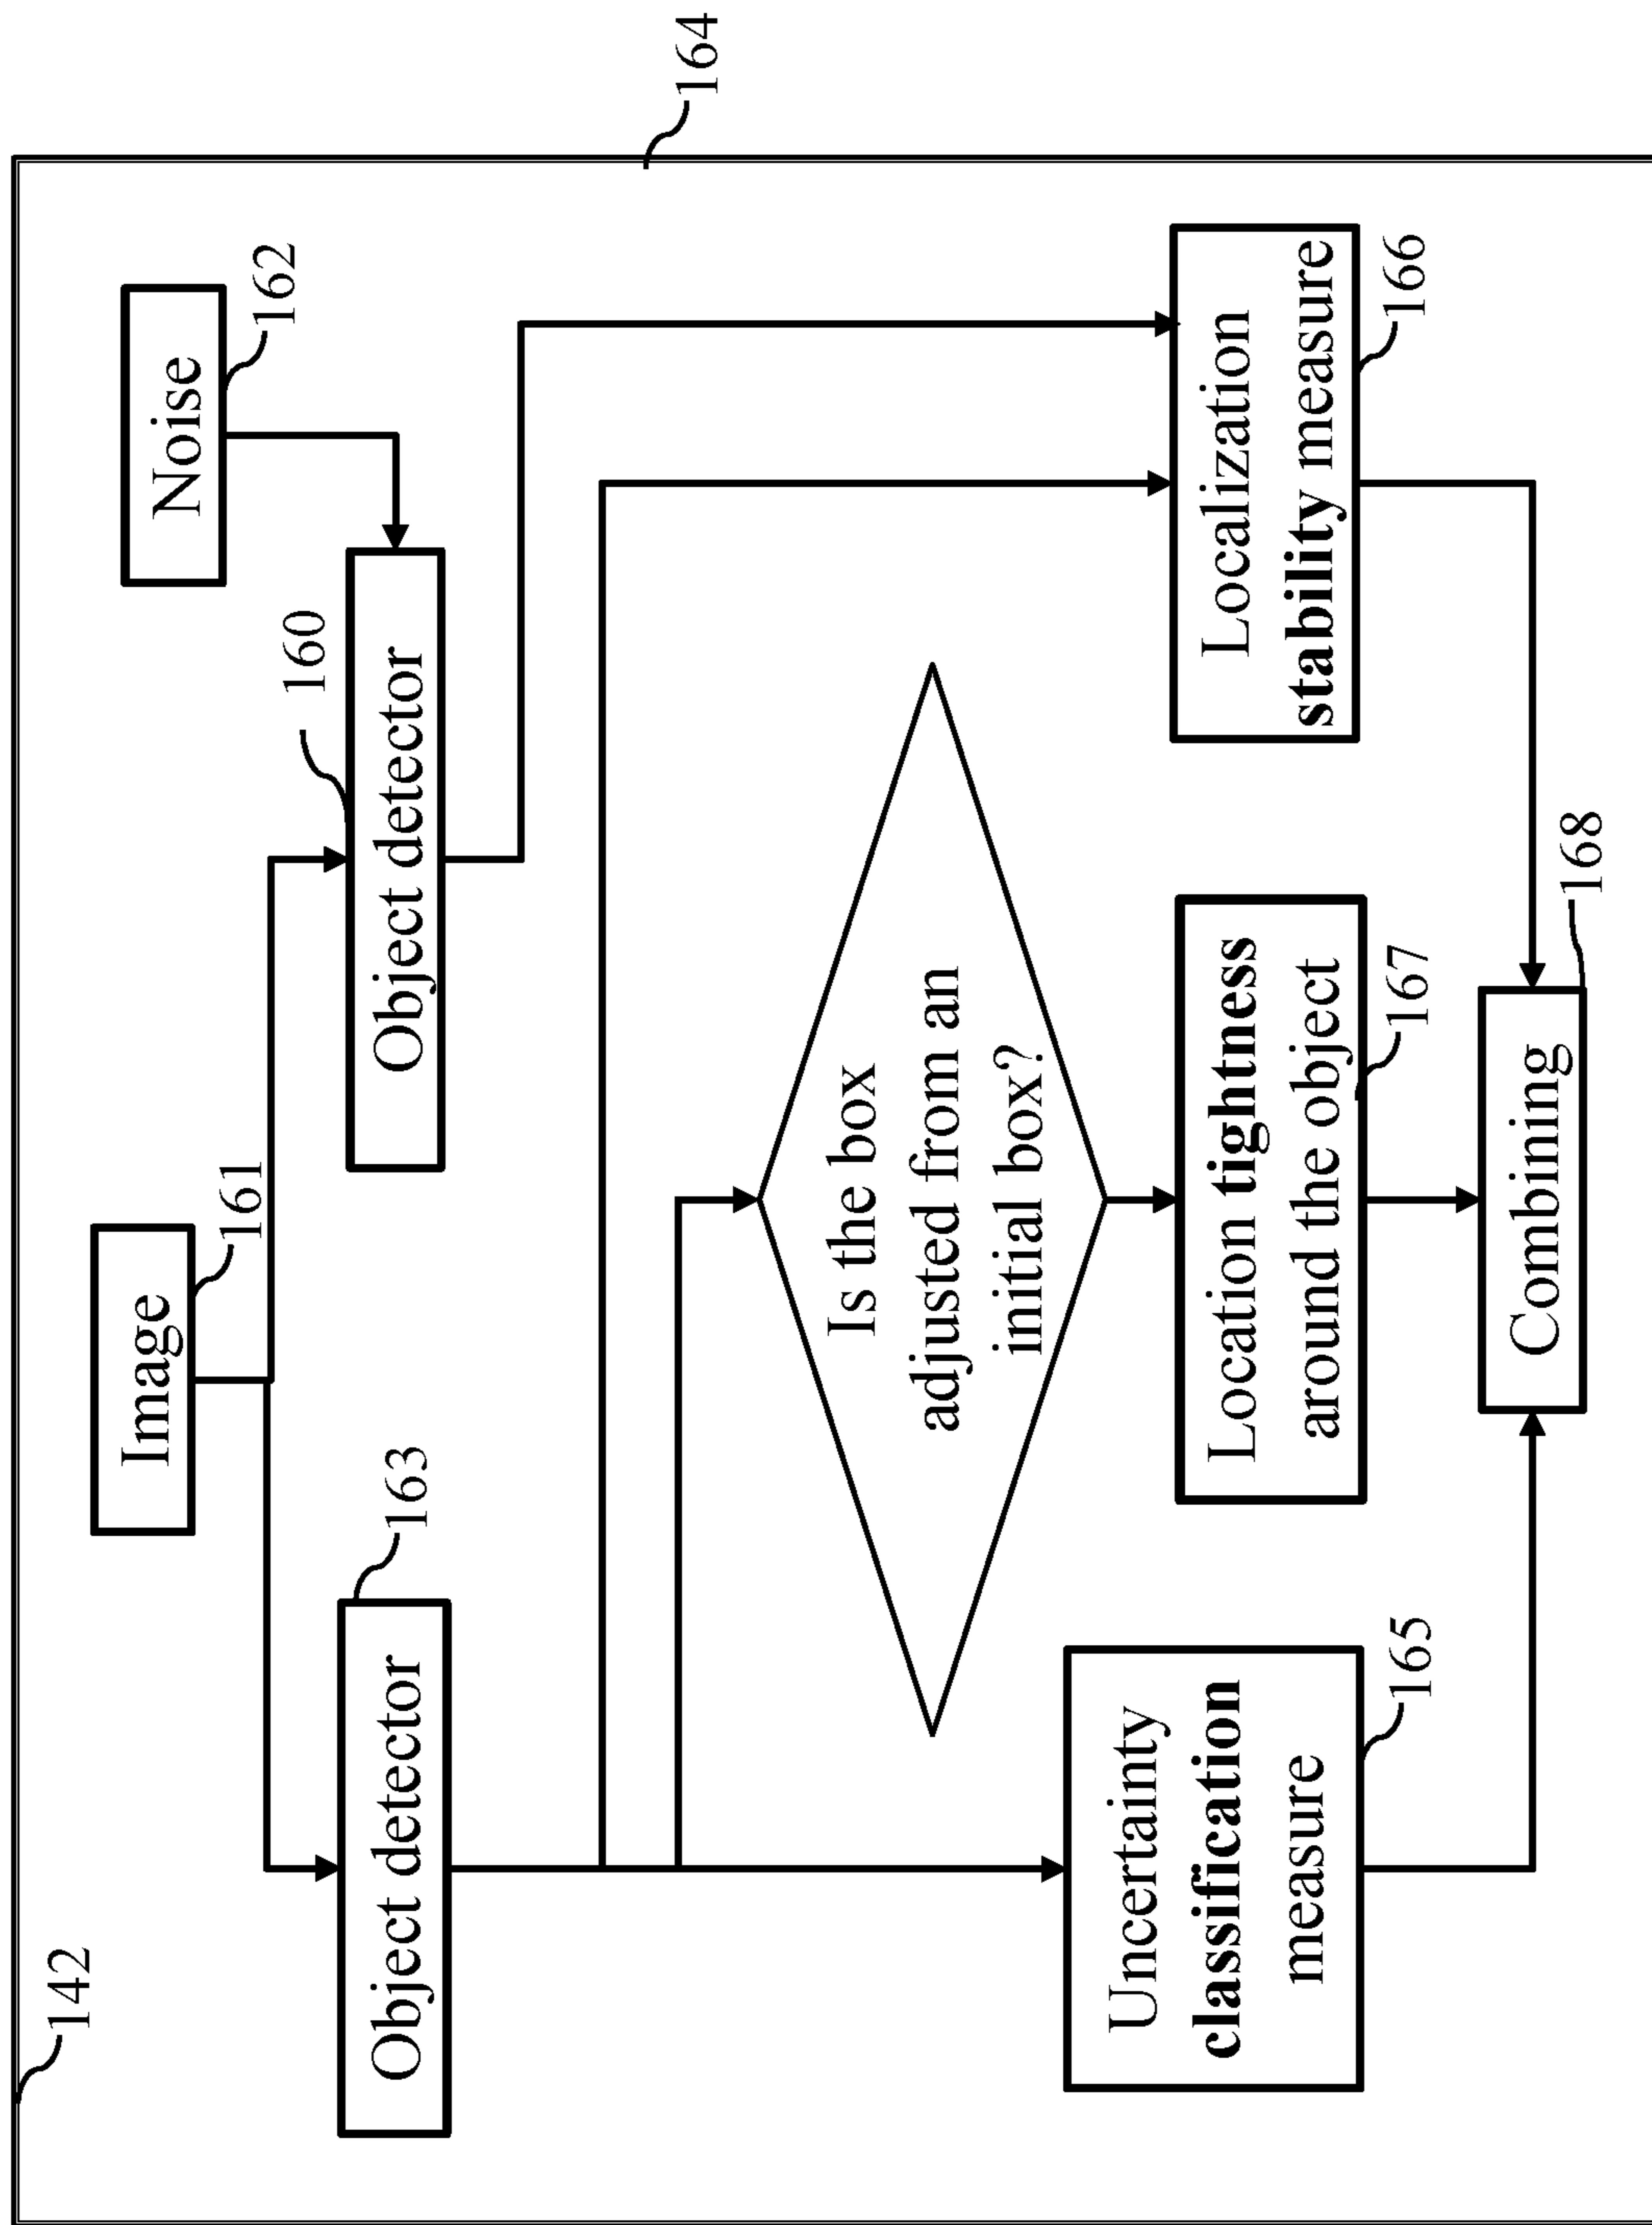 142
164
Image
161
Noise
162
Object detector
163
Object detector
160
Is the box
adjusted from an
initial box?
Uncertainty
classification
measure
165
Location tightness
around the object
167
Localization
stability measure
166
Combining
168